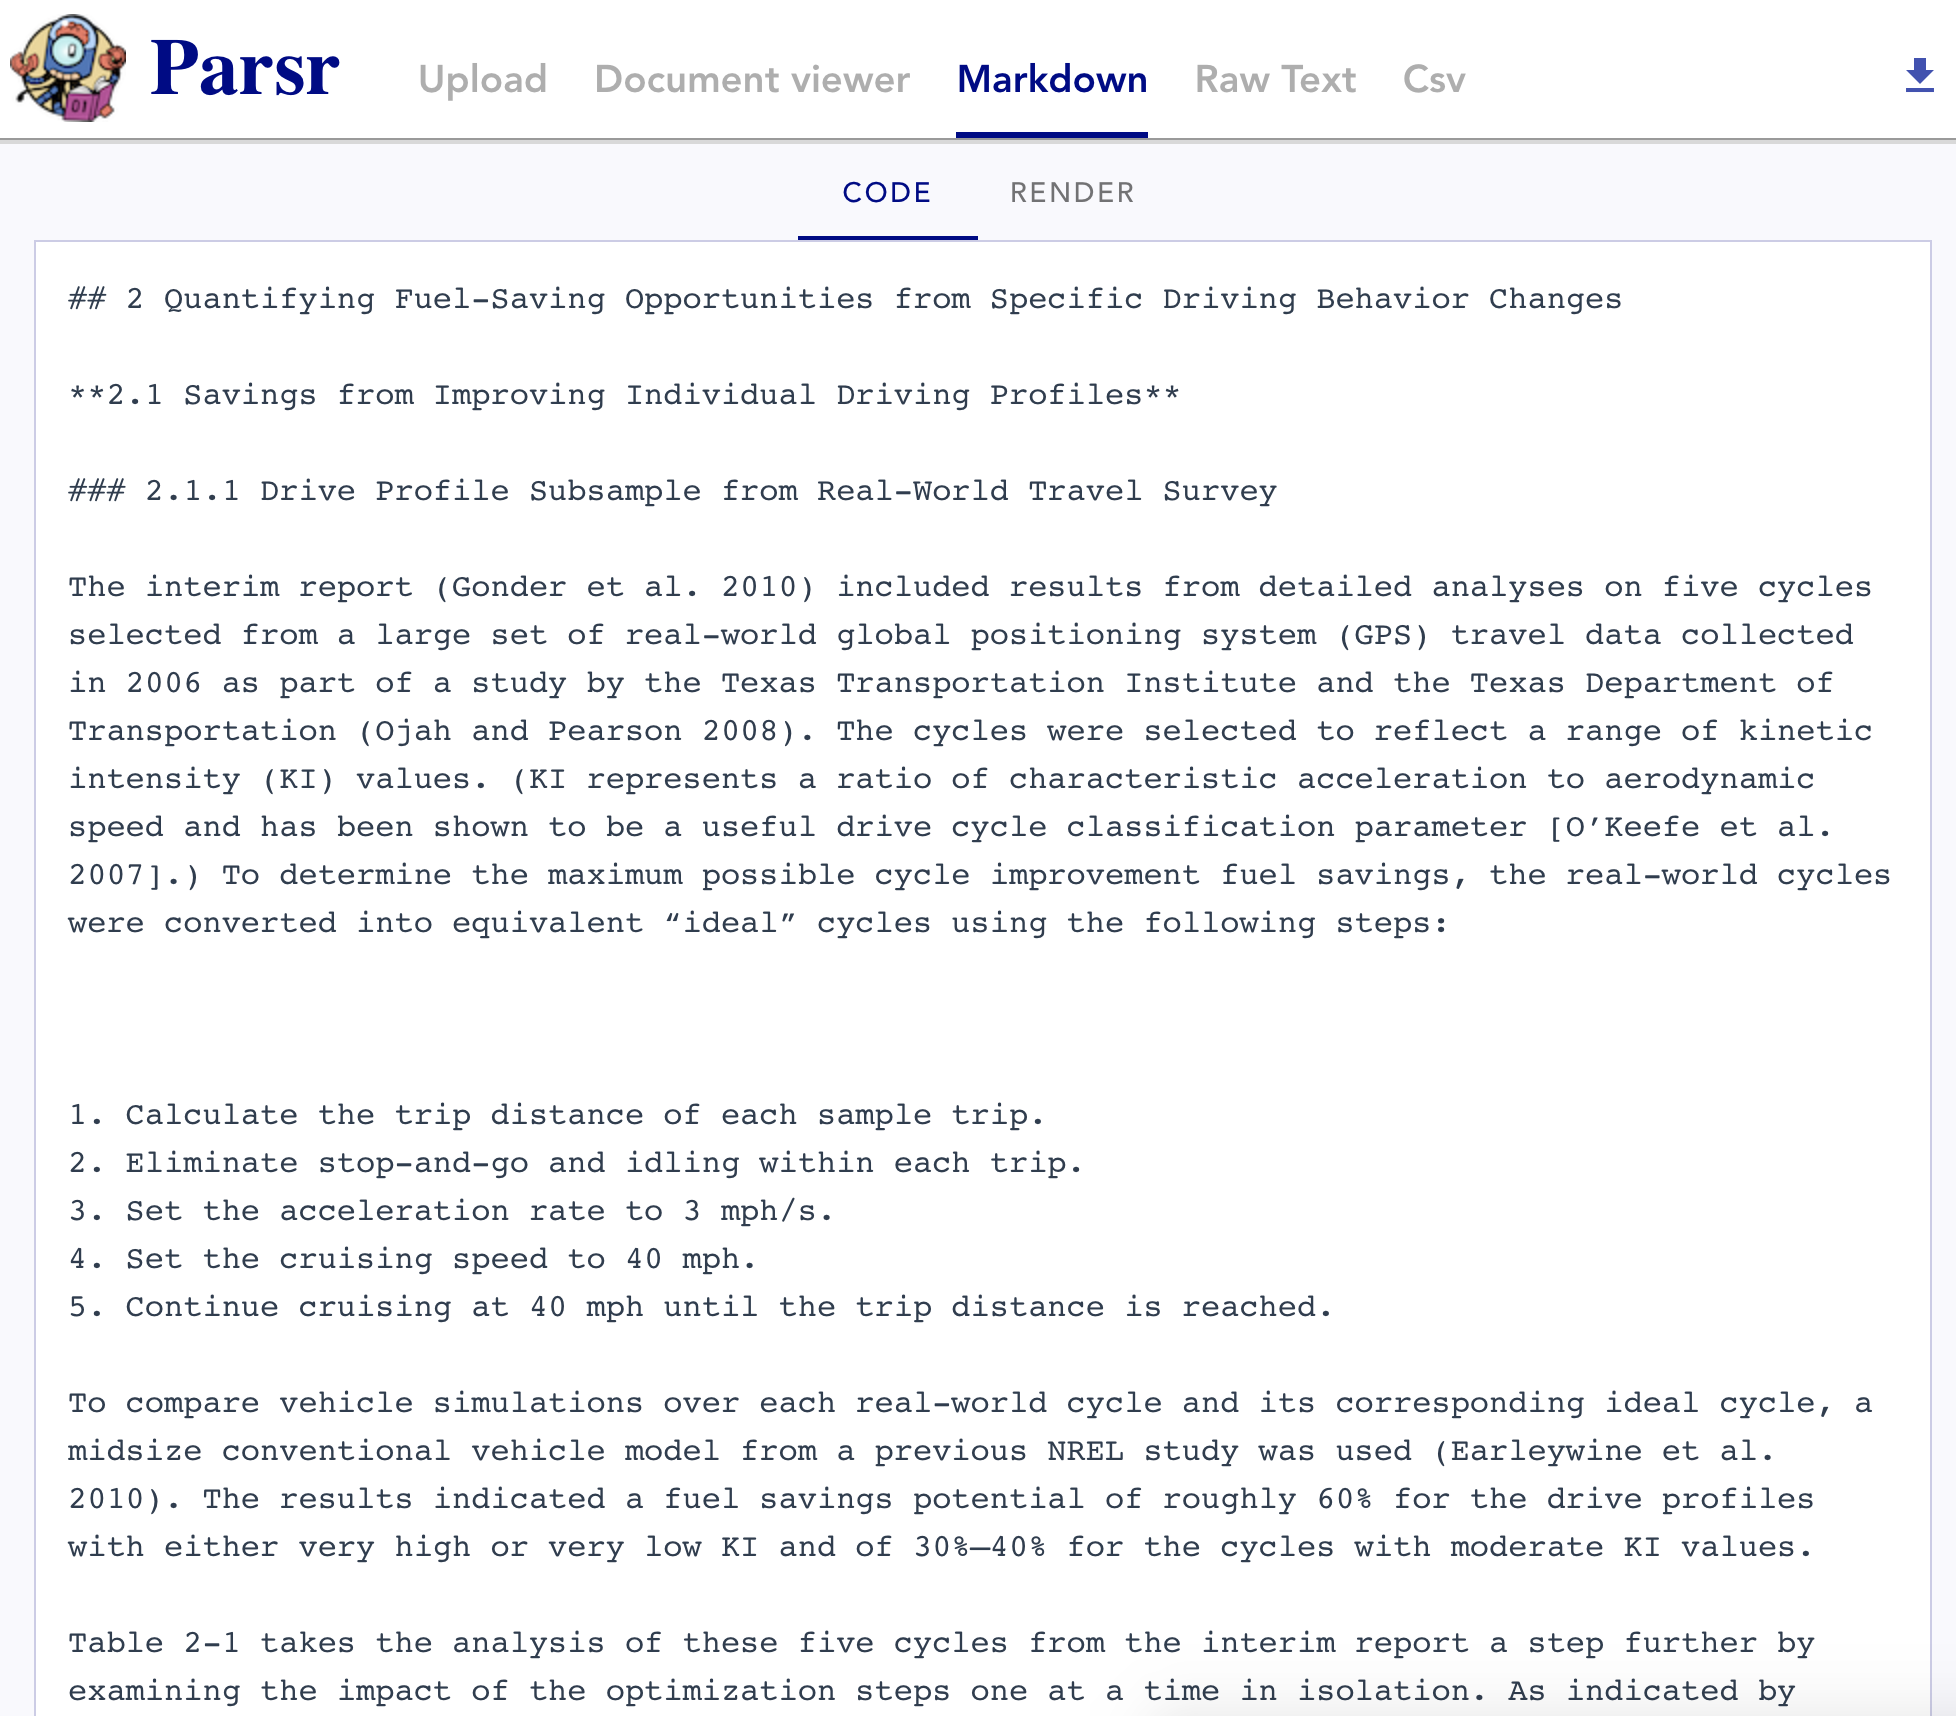 Parsr
Upload
Document viewer
Markdown
Raw Text
Csv
01
CODE
RENDER
## 2 Quantifying Fuel-Saving Opportunities from Specific Driving Behavior Changes
**2.1 Savings from Improving Individual Driving Profiles**
### 2.1.1 Drive Profile Subsample from Real-World Travel Survey
The interim report (Gonder et al. 2010) included results from detailed analyses on five cycles
selected from a large set of real-world global positioning system (GPS) travel data collected
in 2006 as part of a study by the Texas Transportation Institute and the Texas Department of
Transportation (Ojah and Pearson 2008). The cycles were selected to reflect a range of kinetic
intensity (KI) values. (KI represents a ratio of characteristic acceleration to aerodynamic
speed and has been shown to be a useful drive cycle classification parameter [O’Keefe et al.
2007].) To determine the maximum possible cycle improvement fuel savings, the real-world cycles
were converted into equivalent “ideal” cycles using the following steps:
1. Calculate the trip distance of each sample trip.
2. Eliminate stop-and-go and idling within each trip.
3. Set the acceleration rate to 3 mph/s.
4. Set the cruising speed to 40 mph.
5. Continue cruising at 40 mph until the trip distance is reached.
To compare vehicle simulations over each real-world cycle and its corresponding ideal cycle, a
midsize conventional vehicle model from a previous NREL study was used (Earleywine et al.
2010). The results indicated a fuel savings potential of roughly 60% for the drive profiles
with either very high or very low KI and of 30%–40% for the cycles with moderate KI values.
Table 2-1 takes the analysis of these five cycles from the interim report a step further by
examining the impact of the optimization steps one at a time in isolation. As indicated by